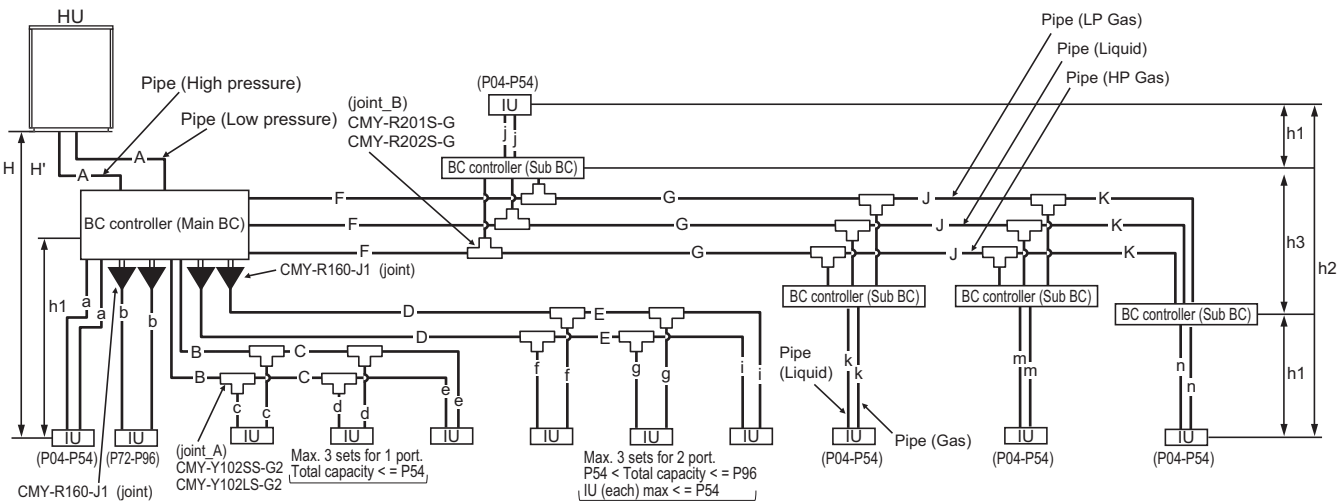 HU
Pipe (High pressure)
Pipe (Low pressure)
A
A
H
H'
BC controller (Main BC)
(joint_B)
CMY-R201S-G
CMY-R202S-G
(P04-P54)
IU
j
j
BC controller (Sub BC)
Pipe (LP Gas)
Pipe (Liquid)
Pipe (HP Gas)
h1
h3
h2
h1
F
G
J
K
F
G
J
K
F
G
J
K
CMY-R160-J1 (joint)
h1
a
a
b
b
D
E
D
E
B
C
B
C
c
c
d
d
e
e
f
f
g
g
i
i
BC controller (Sub BC)
BC controller (Sub BC)
BC controller (Sub BC)
Pipe
(Liquid)
k
k
m
m
n
n
Pipe (Gas)
IU
IU
IU
IU
IU
IU
IU
IU
IU
IU
IU
(P04-P54)
(P72-P96)
(joint_A)
CMY-Y102SS-G2
CMY-Y102LS-G2
Max. 3 sets for 1 port.
Total capacity < = P54
Max. 3 sets for 2 port.
P54 < Total capacity < = P96
IU (each) max < = P54
(P04-P54)
(P04-P54)
(P04-P54)
CMY-R160-J1 (joint)